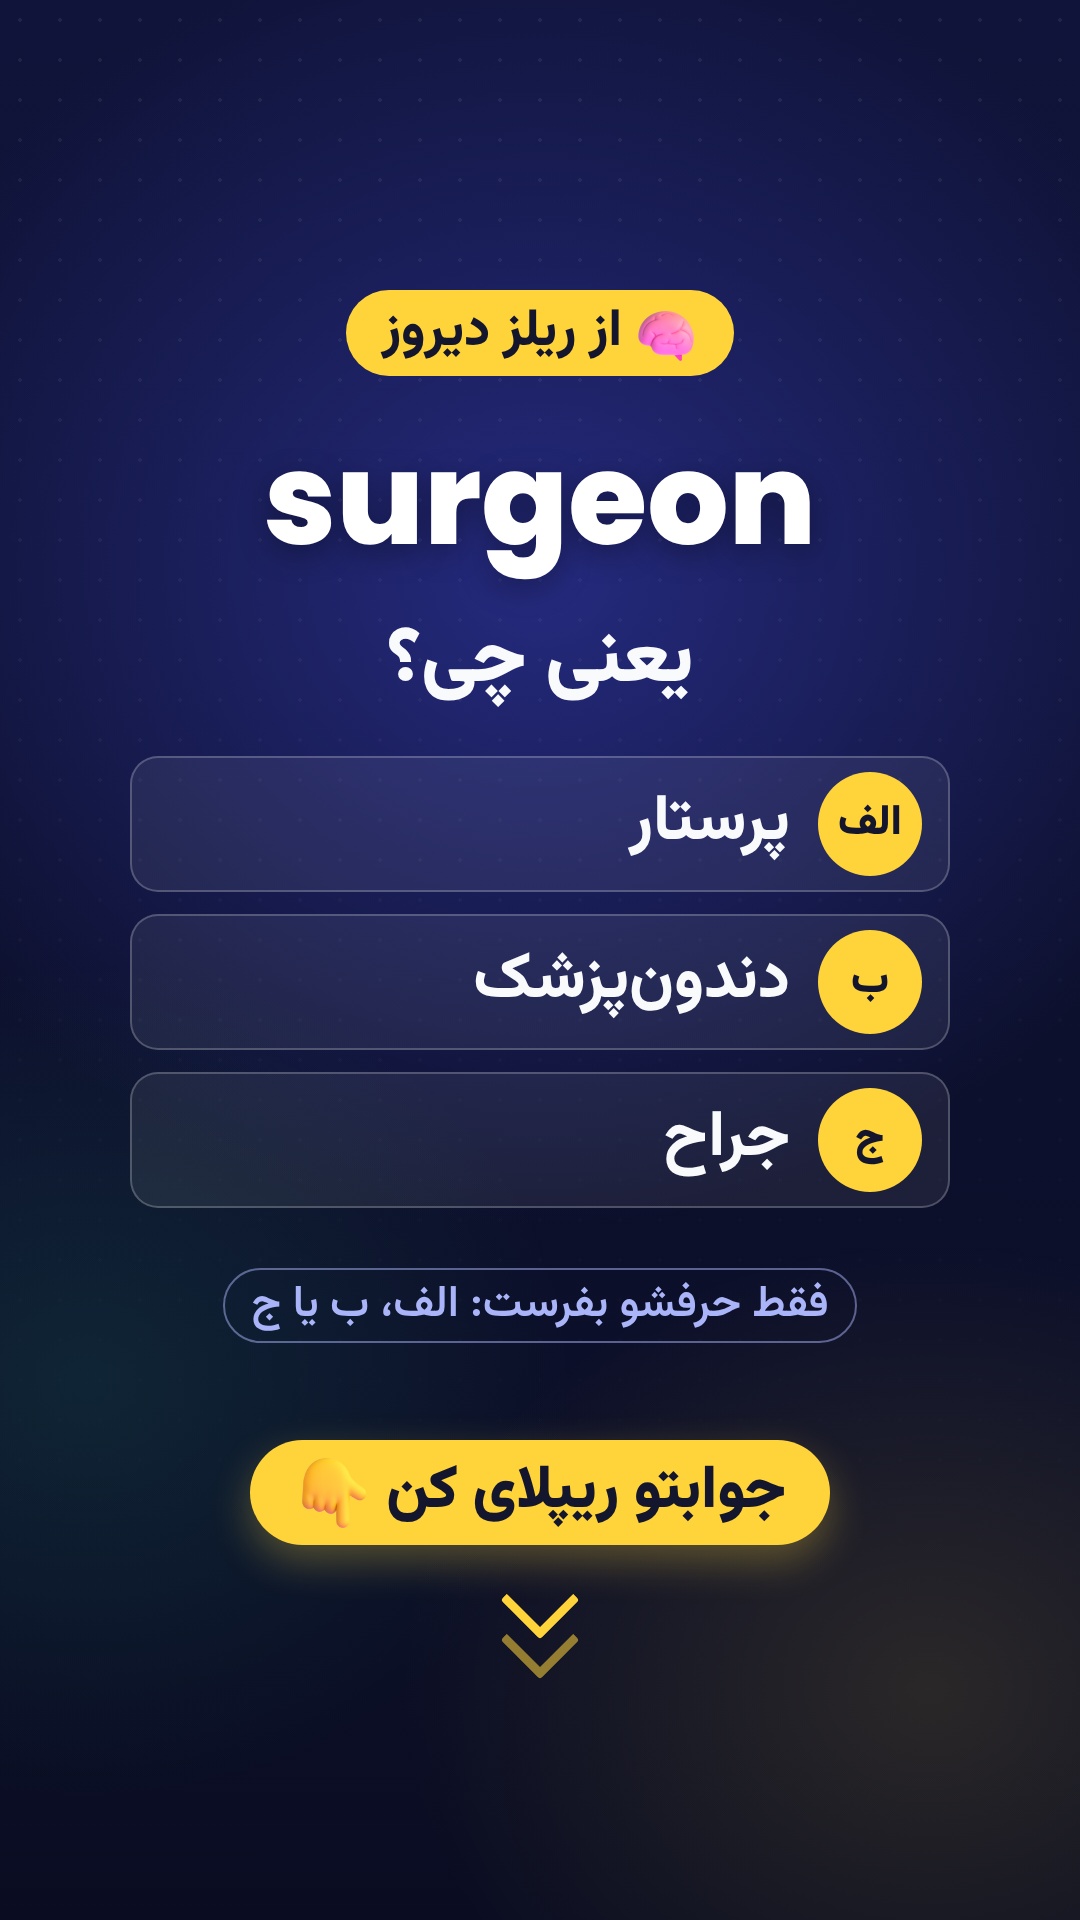 🧠 از ریلز دیروز
surgeon
یعنی چی؟
الف پرستار
ب دندون‌پزشک
ج جراح
فقط حرفشو بفرست: الف، ب یا ج
جوابتو ریپلای کن 👇